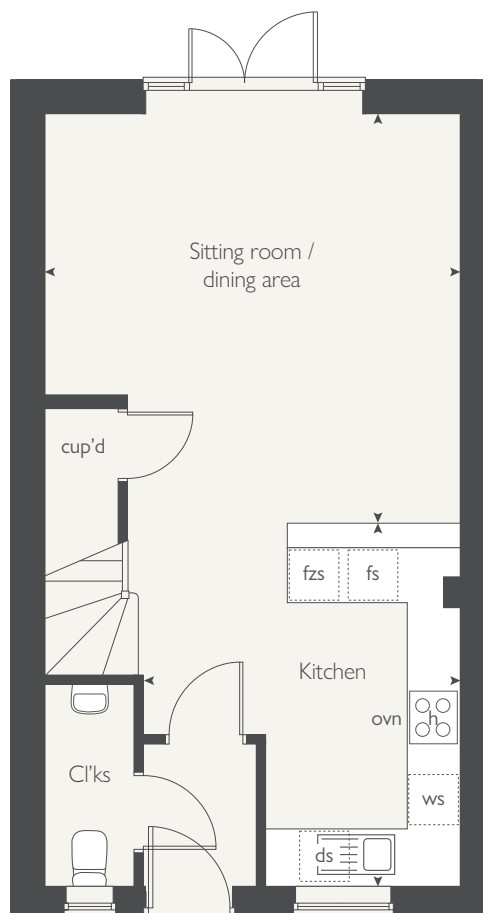 Sitting room /
dining area
cup'd
fzs
fs
Kitchen
ovn
h
Cl'ks
ws
ds